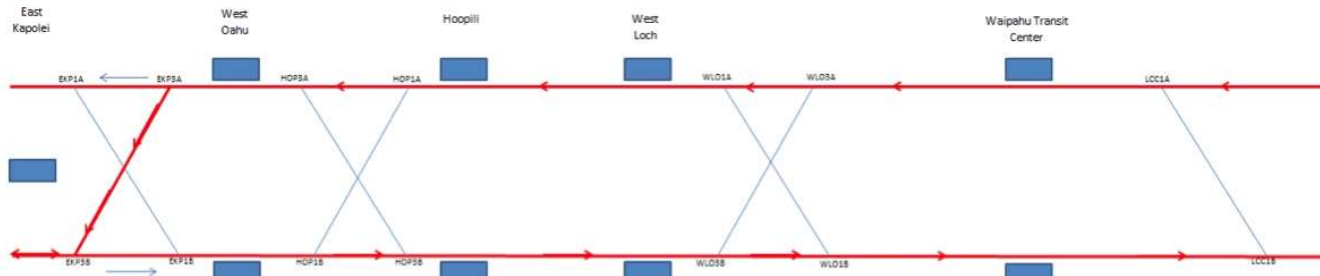 East
Kapolei
West
Oahu
Hoopili
West
Loch
Waipahu Transit
Center
EKP1A
EKP3A
HOP3A
HOP1A
WLO1A
WLO3A
LCC1A
EKP3B
EKP1B
HOP1B
HOP3B
WLO3B
WLO1B
LCC1B